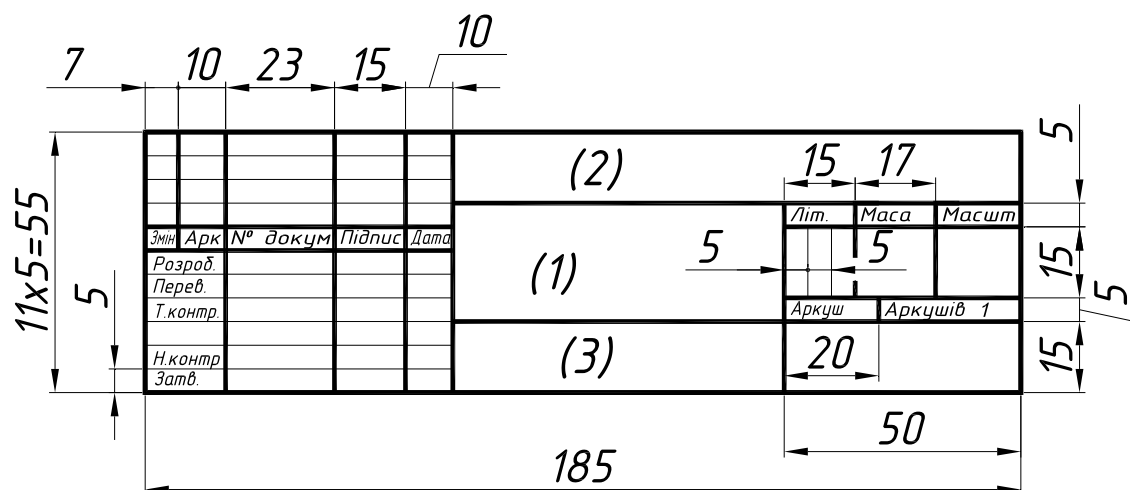 10
7 10 23 15
5
(2)
15 17
Літ. Маса Масшт
Змін Арк № докум Підпис Дата
11x5=55
5
(1)
5 5
15
5
Розроб.
Перев.
Т.контр.
Аркуш Аркушів 1
Н.контр
Затв.
(3)
20
15
50
185